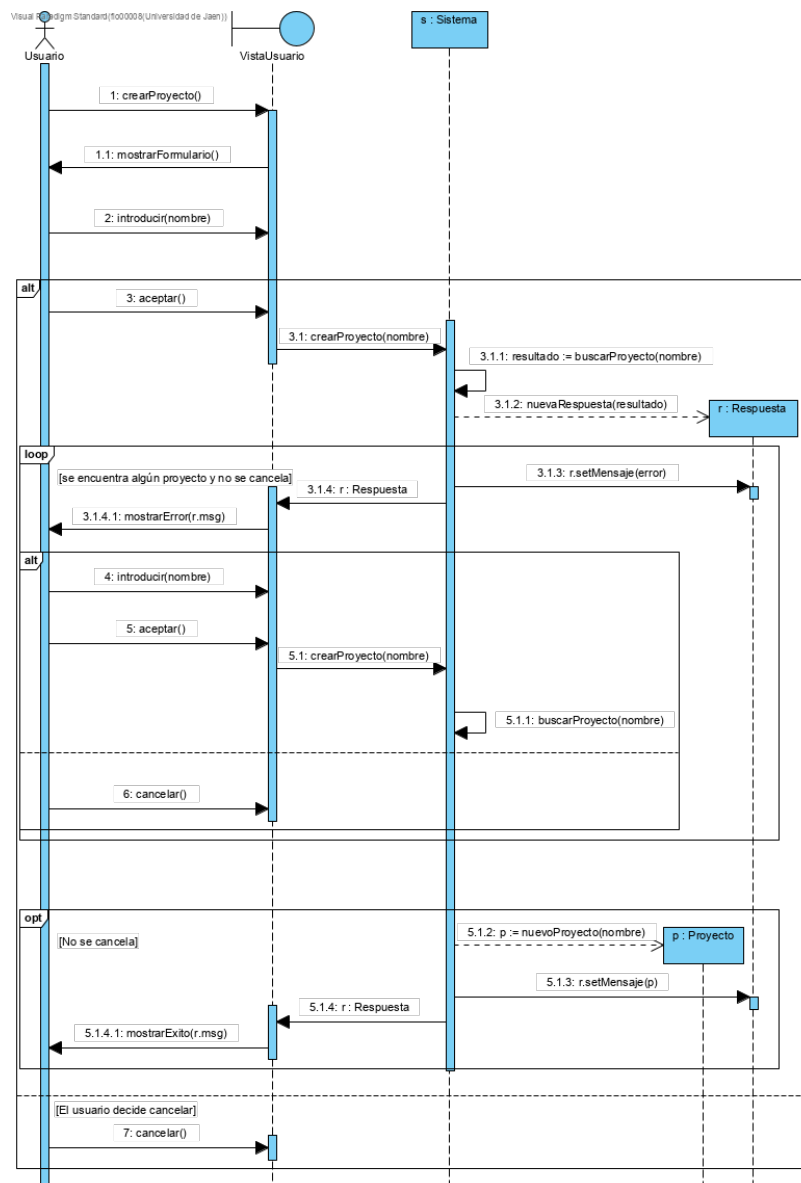 Visual Paradigm Standard(flo00008(Universidad de Jaen))
Usuario
VistaUsuario
s : Sistema
1: crearProyecto()
1.1: mostrarFormulario()
2: introducir(nombre)
alt
3: aceptar()
3.1: crearProyecto(nombre)
3.1.1: resultado := buscarProyecto(nombre)
3.1.2: nuevaRespuesta(resultado)
r : Respuesta
loop
[se encuentra algún proyecto y no se cancela]
3.1.3: r.setMensaje(error)
3.1.4: r : Respuesta
3.1.4.1: mostrarError(r.msg)
alt
4: introducir(nombre)
5: aceptar()
5.1: crearProyecto(nombre)
5.1.1: buscarProyecto(nombre)
6: cancelar()
opt
[No se cancela]
5.1.2: p := nuevoProyecto(nombre)
p : Proyecto
5.1.3: r.setMensaje(p)
5.1.4: r : Respuesta
5.1.4.1: mostrarExito(r.msg)
[El usuario decide cancelar]
7: cancelar()